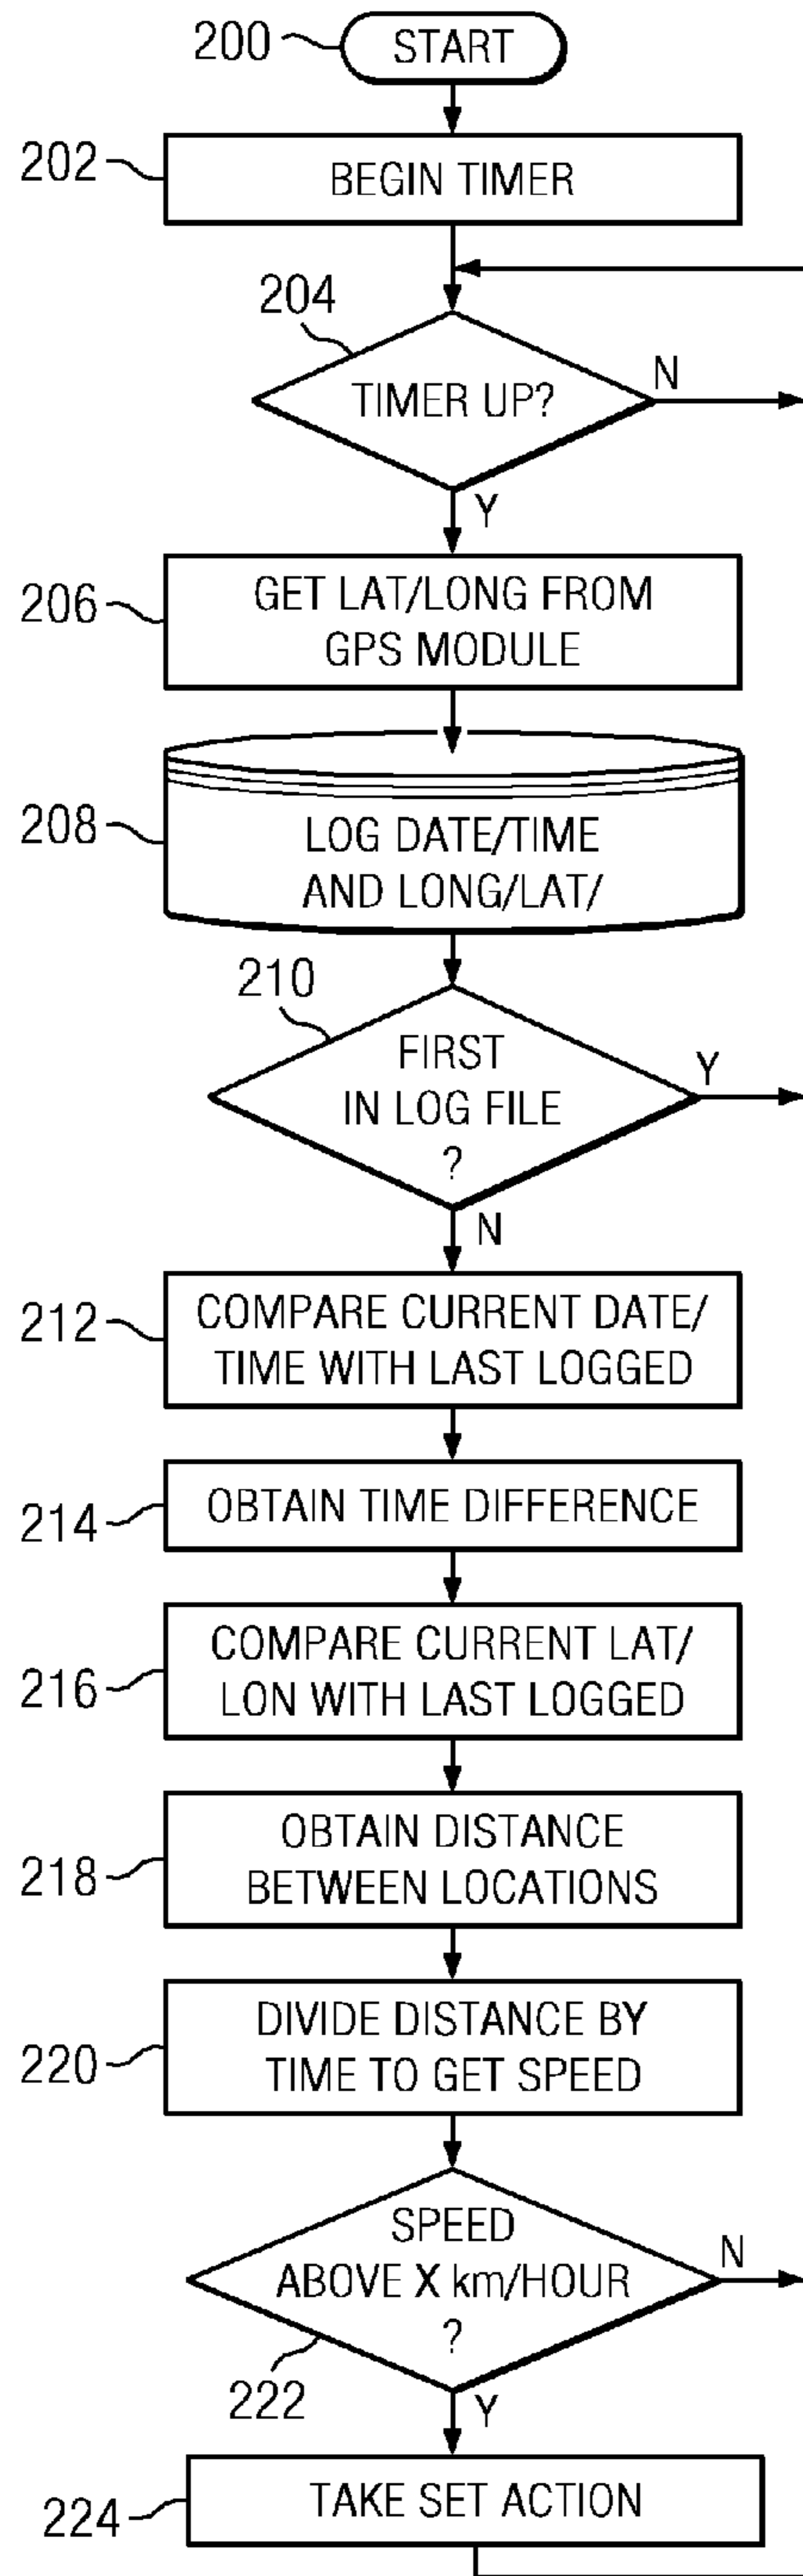 200
START
202
BEGIN TIMER
204
TIMER UP?
N
Y
206
GET LAT/LONG FROM
GPS MODULE
208
LOG DATE/TIME
AND LONG/LAT/
210
FIRST
IN LOG FILE
?
Y
N
212
COMPARE CURRENT DATE/
TIME WITH LAST LOGGED
214
OBTAIN TIME DIFFERENCE
216
COMPARE CURRENT LAT/
LON WITH LAST LOGGED
218
OBTAIN DISTANCE
BETWEEN LOCATIONS
220
DIVIDE DISTANCE BY
TIME TO GET SPEED
SPEED
ABOVE X km/HOUR
?
N
222
Y
224
TAKE SET ACTION